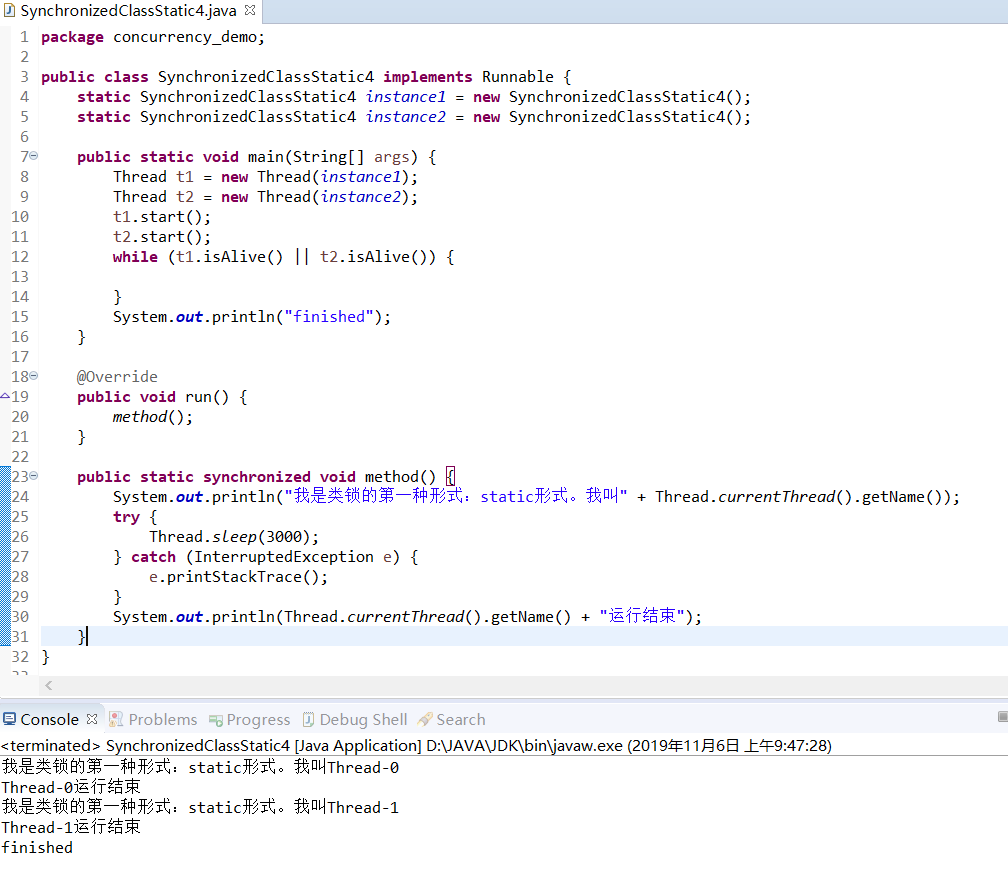 SynchronizedClassStatic4.java
1 package concurrency_demo;
2
3 public class SynchronizedClassStatic4 implements Runnable {
4     static SynchronizedClassStatic4 instance1 = new SynchronizedClassStatic4();
5     static SynchronizedClassStatic4 instance2 = new SynchronizedClassStatic4();
6
7     public static void main(String[] args) {
8         Thread t1 = new Thread(instance1);
9         Thread t2 = new Thread(instance2);
10         t1.start();
11         t2.start();
12         while (t1.isAlive() || t2.isAlive()) {
13
14         }
15         System.out.println("finished");
16     }
17
18     @Override
19     public void run() {
20         method();
21     }
22
23     public static synchronized void method() {
24         System.out.println("我是类锁的第一种形式：static形式。我叫" + Thread.currentThread().getName());
25         try {
26             Thread.sleep(3000);
27         } catch (InterruptedException e) {
28             e.printStackTrace();
29         }
30         System.out.println(Thread.currentThread().getName() + "运行结束");
31     }
32 }
Console Problems Progress Debug Shell Search
<terminated> SynchronizedClassStatic4 [Java Application] D:\JAVA\JDK\bin\javaw.exe (2019年11月6日 上午9:47:28)
我是类锁的第一种形式：static形式。我叫Thread-0
Thread-0运行结束
我是类锁的第一种形式：static形式。我叫Thread-1
Thread-1运行结束
finished